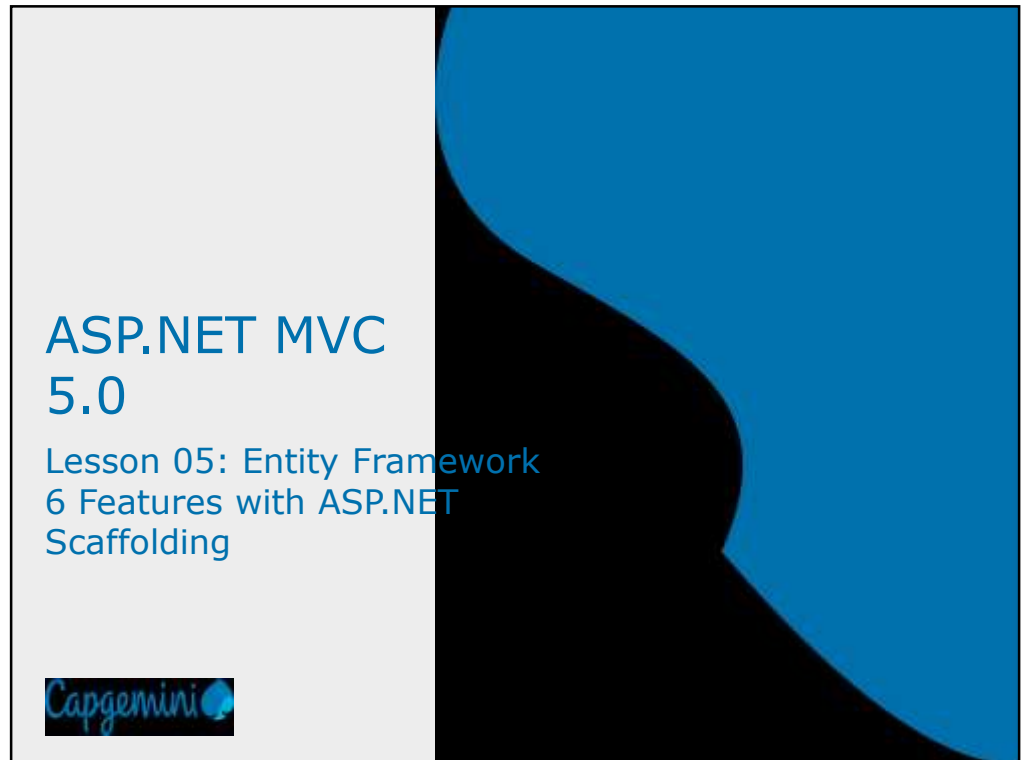 ASP.NET MVC
5.0
Lesson 05: Entity Framework
6 Features with ASP.NET
Scaffolding
Capgemini